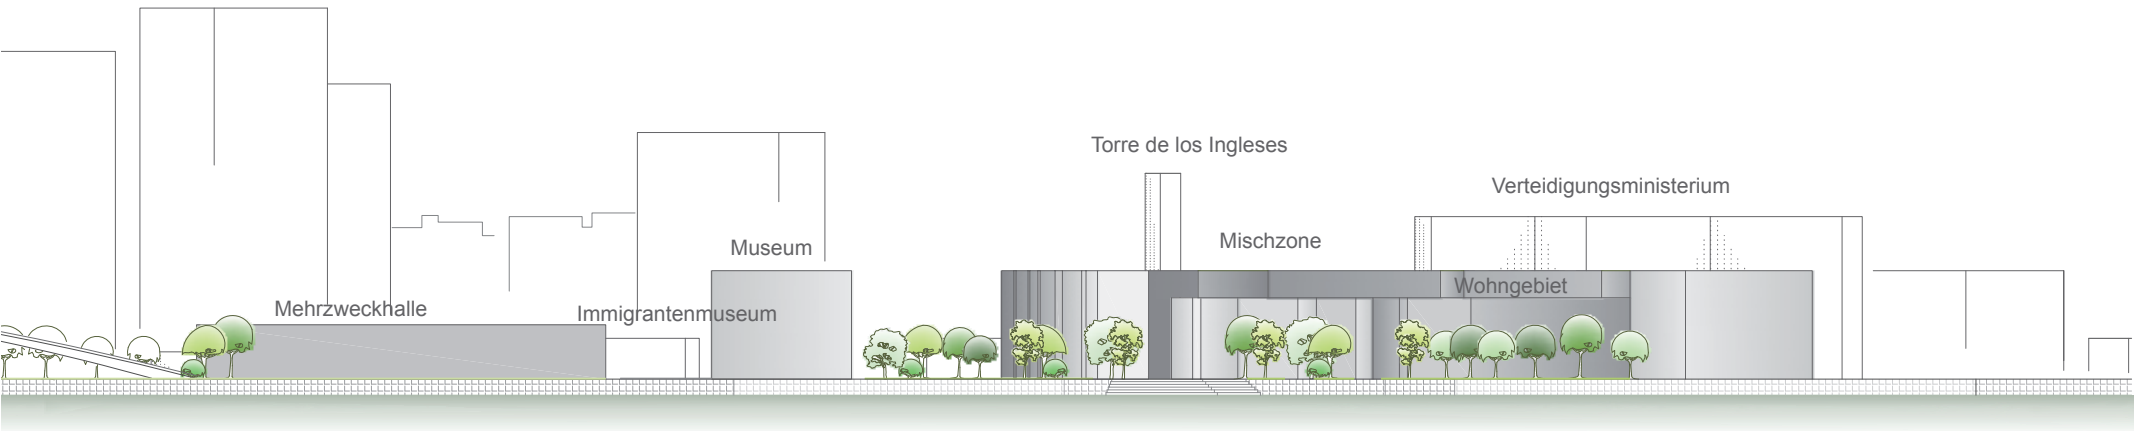 Torre de los Ingleses
Verteidigungsministerium
Mischzone
Museum
Wohngebiet
Mehrzweckhalle
Immigrantenmuseum